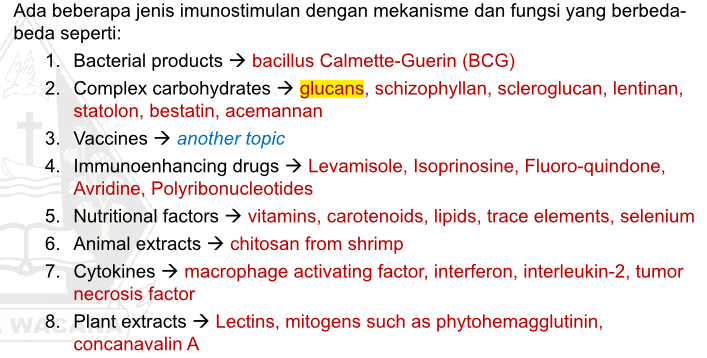 Ada beberapa jenis imunostimulan dengan mekanisme dan fungsi yang berbeda-
beda seperti:
1. Bacterial products → bacillus Calmette-Guerin (BCG)
2. Complex carbohydrates → glucans, schizophyllan, scleroglucan, lentinan,
statolon, bestatin, acemannan
3. Vaccines → another topic
4. Immunoenhancing drugs → Levamisole, Isoprinosine, Fluoro-quindone,
Avridine, Polyribonucleotides
5. Nutritional factors → vitamins, carotenoids, lipids, trace elements, selenium
6. Animal extracts → chitosan from shrimp
7. Cytokines → macrophage activating factor, interferon, interleukin-2, tumor
necrosis factor
8. Plant extracts → Lectins, mitogens such as phytohemagglutinin,
concanavalin A
WACANA